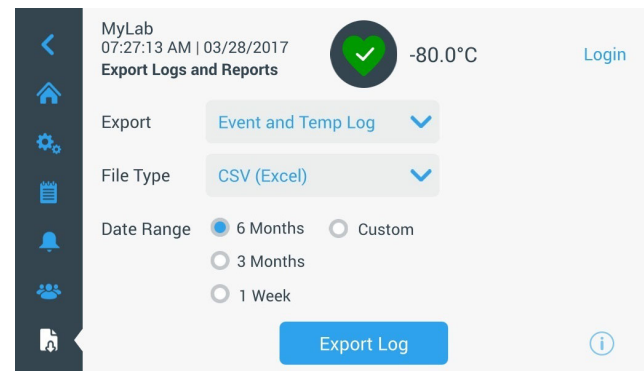 MyLab
07:27:13 AM | 03/28/2017
Export Logs and Reports
-80.0°C
Login
Export
Event and Temp Log
File Type
CSV (Excel)
Date Range
6 Months
Custom
3 Months
1 Week
Export Log
i